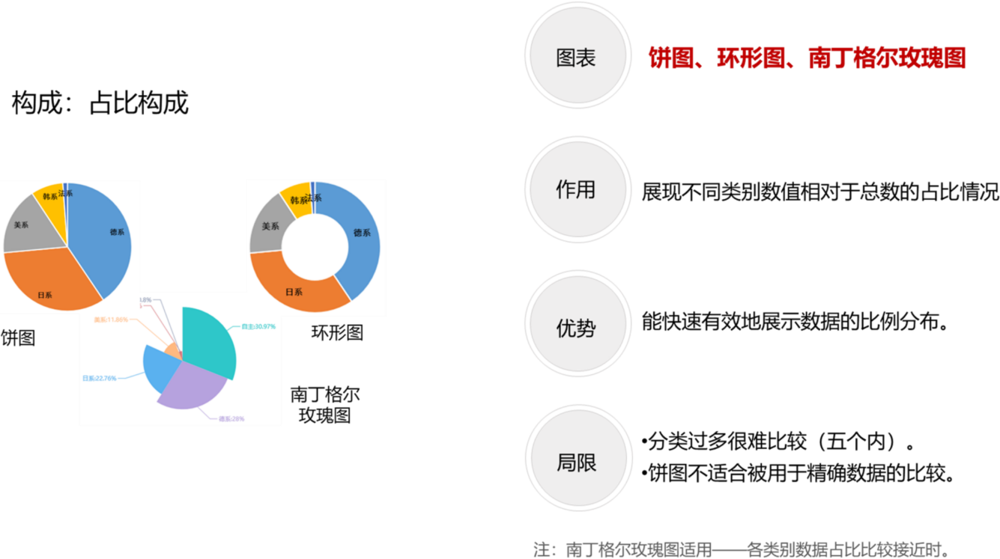 构成：占比构成
韩系
法系
美系
德系
日系
饼图
韩系
法系
美系
德系
日系
环形图
.8%
美系:11.86%
自主:30.97%
日系:22.76%
德系:28%
南丁格尔
玫瑰图
图表
饼图、环形图、南丁格尔玫瑰图
作用
展现不同类别数值相对于总数的占比情况
优势
能快速有效地展示数据的比例分布。
局限
•分类过多很难比较（五个内）。
•饼图不适合被用于精确数据的比较。
注：南丁格尔玫瑰图适用——各类别数据占比比较接近时。